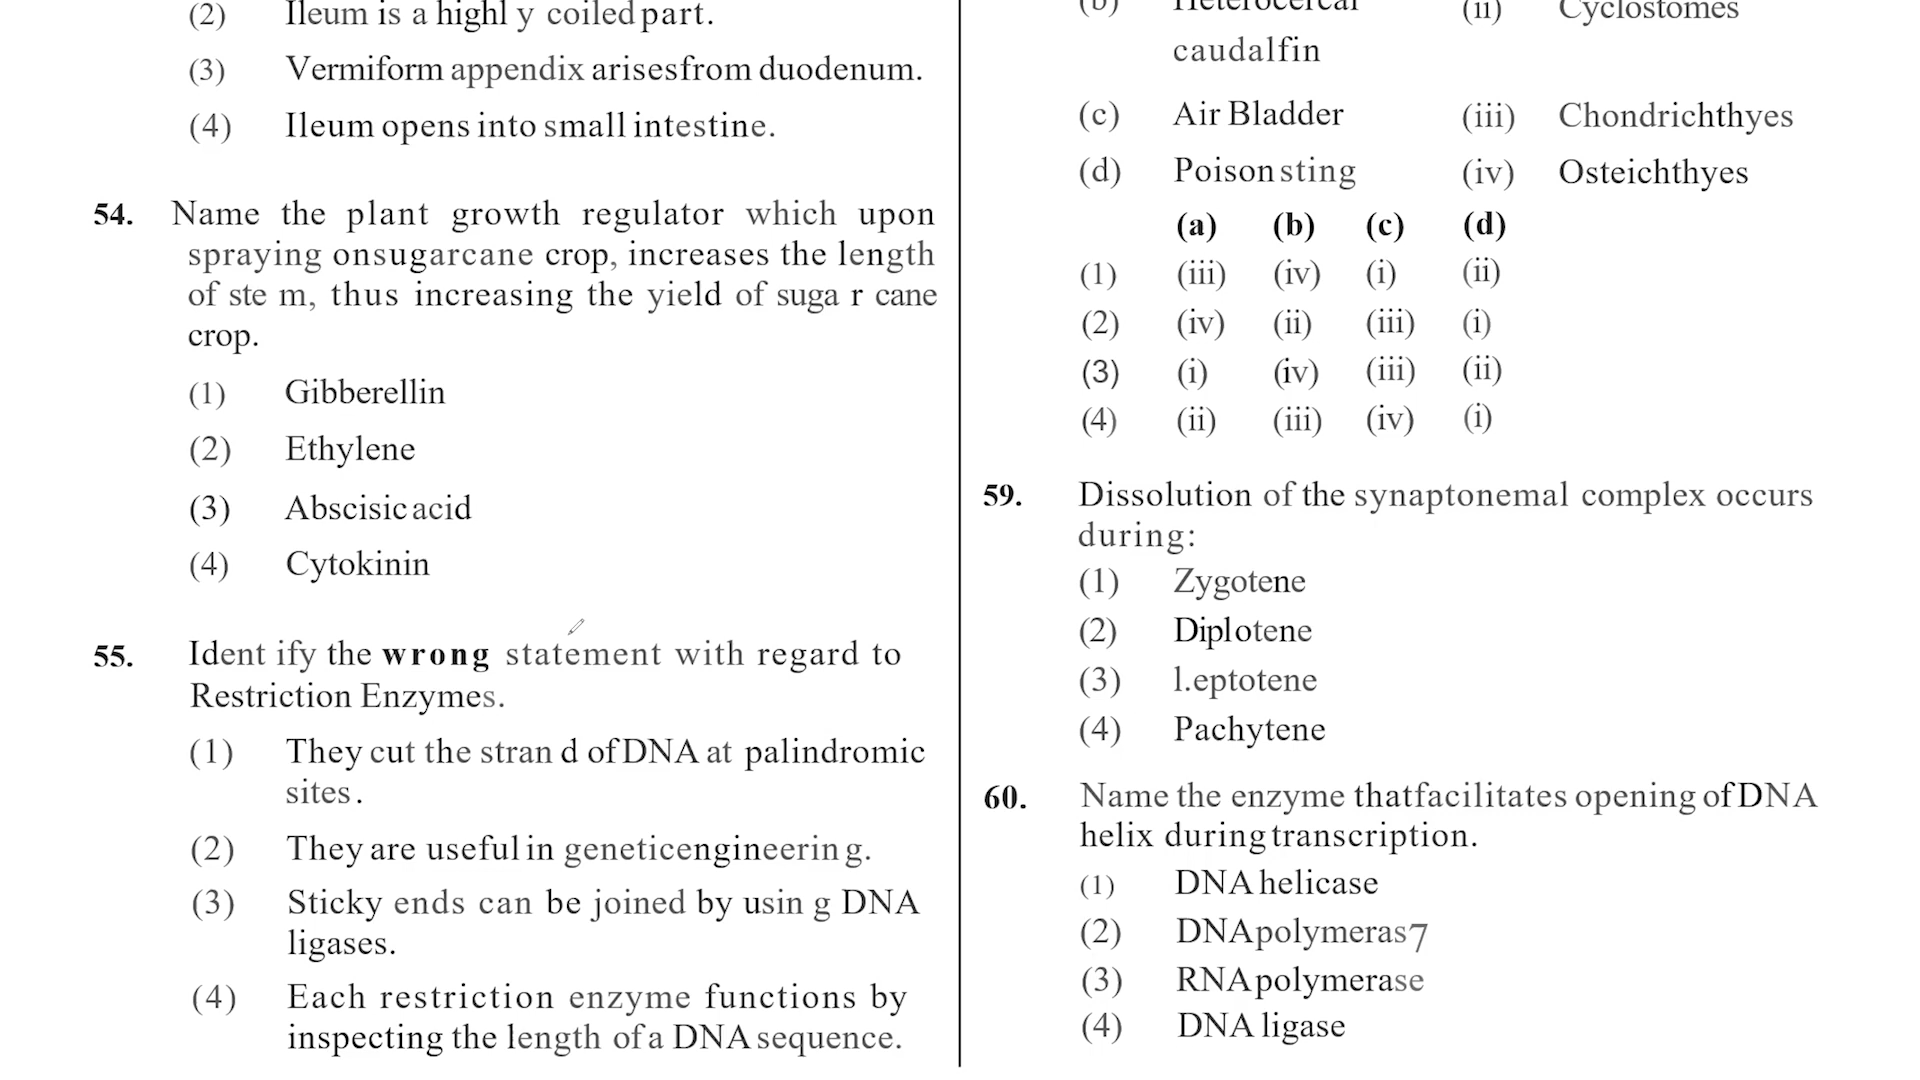 (2) Ileum is a highl y coiled part.
(3) Vermiform appendix arisesfrom duodenum.
(4) Ileum opens into small intestine.
54. Name the plant growth regulator which upon
spraying onsugarcane crop, increases the length
of ste m, thus increasing the yield of suga r cane
crop.
(1) Gibberellin
(2) Ethylene
(3) Abscisic acid
(4) Cytokinin
55. Ident ify the wrong statement with regard to
Restriction Enzymes.
(1) They cut the stran d of DNA at palindromic
sites.
(2) They are useful in geneticengineerin g.
(3) Sticky ends can be joined by usin g DNA
ligases.
(4) Each restriction enzyme functions by
inspecting the length of a DNA sequence.
(b) Heterocercal (ii) Cyclostomes
caudal fin
(c) Air Bladder (iii) Chondrichthyes
(d) Poison sting (iv) Osteichthyes
(a) (b) (c) (d)
(1) (iii) (iv) (i) (ii)
(2) (iv) (ii) (iii) (i)
(3) (i) (iv) (iii) (ii)
(4) (ii) (iii) (iv) (i)
59. Dissolution of the synaptonemal complex occurs
during:
(1) Zygotene
(2) Diplotene
(3) l.eptotene
(4) Pachytene
60. Name the enzyme thatfacilitates opening of DNA
helix during transcription.
(1) DNA helicase
(2) DNA polymeras7
(3) RNA polymerase
(4) DNA ligase